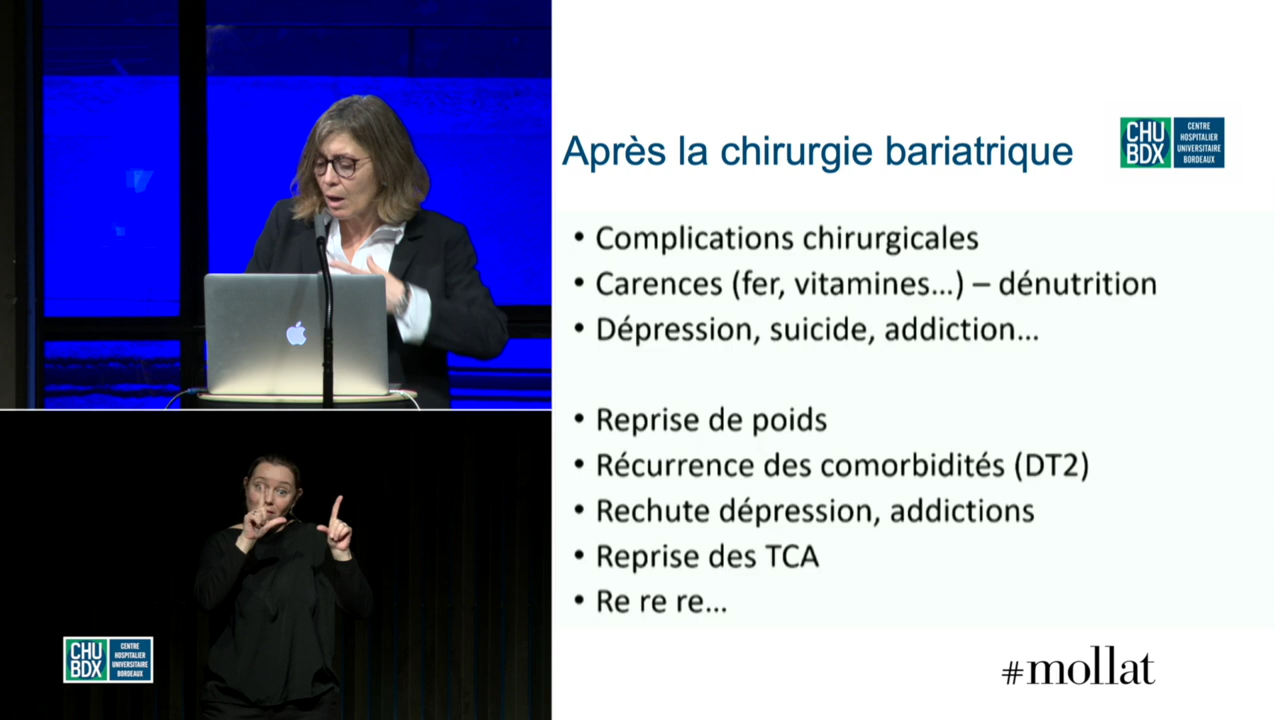 Après la chirurgie bariatrique
CHU
BDX
CENTRE
HOSPITALIER
UNIVERSITAIRE
BORDEAUX
• Complications chirurgicales
• Carences (fer, vitamines...) – dénutrition
• Dépression, suicide, addiction...
• Reprise de poids
• Récurrence des comorbidités (DT2)
• Rechute dépression, addictions
• Reprise des TCA
• Re re re...
CHU
BDX
CENTRE
HOSPITALIER
UNIVERSITAIRE
BORDEAUX
#mollat